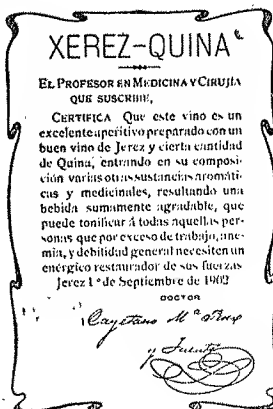 XEREZ-QUINA
EL PROFESOR EN MEDICINA Y CIRUJÍA
QUE SUSCRIBE,
CERTIFICA Que este vino es un
excelente aperitivo preparado con un
buen vino de Jerez y cierta cantidad
de Quina, entrando en su composi-
ción varias otras sustancias aromáti-
cas y medicinales, resultando una
bebida sumamente agradable, que
puede tonificar á todas aquellas per-
sonas que por exceso de trabajo, ane-
mia, y debilidad general necesiten un
enérgico restaurador de sus fuerzas
Jerez 1º de Septiembre de 1902
DOCTOR
Cayetano Mª
y